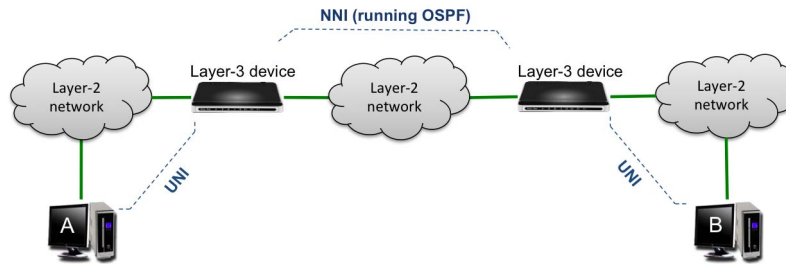 NNI (running OSPF)
Layer-3 device
Layer-3 device
Layer-2
network
Layer-2
network
Layer-2
network
UNI
UNI
A
B